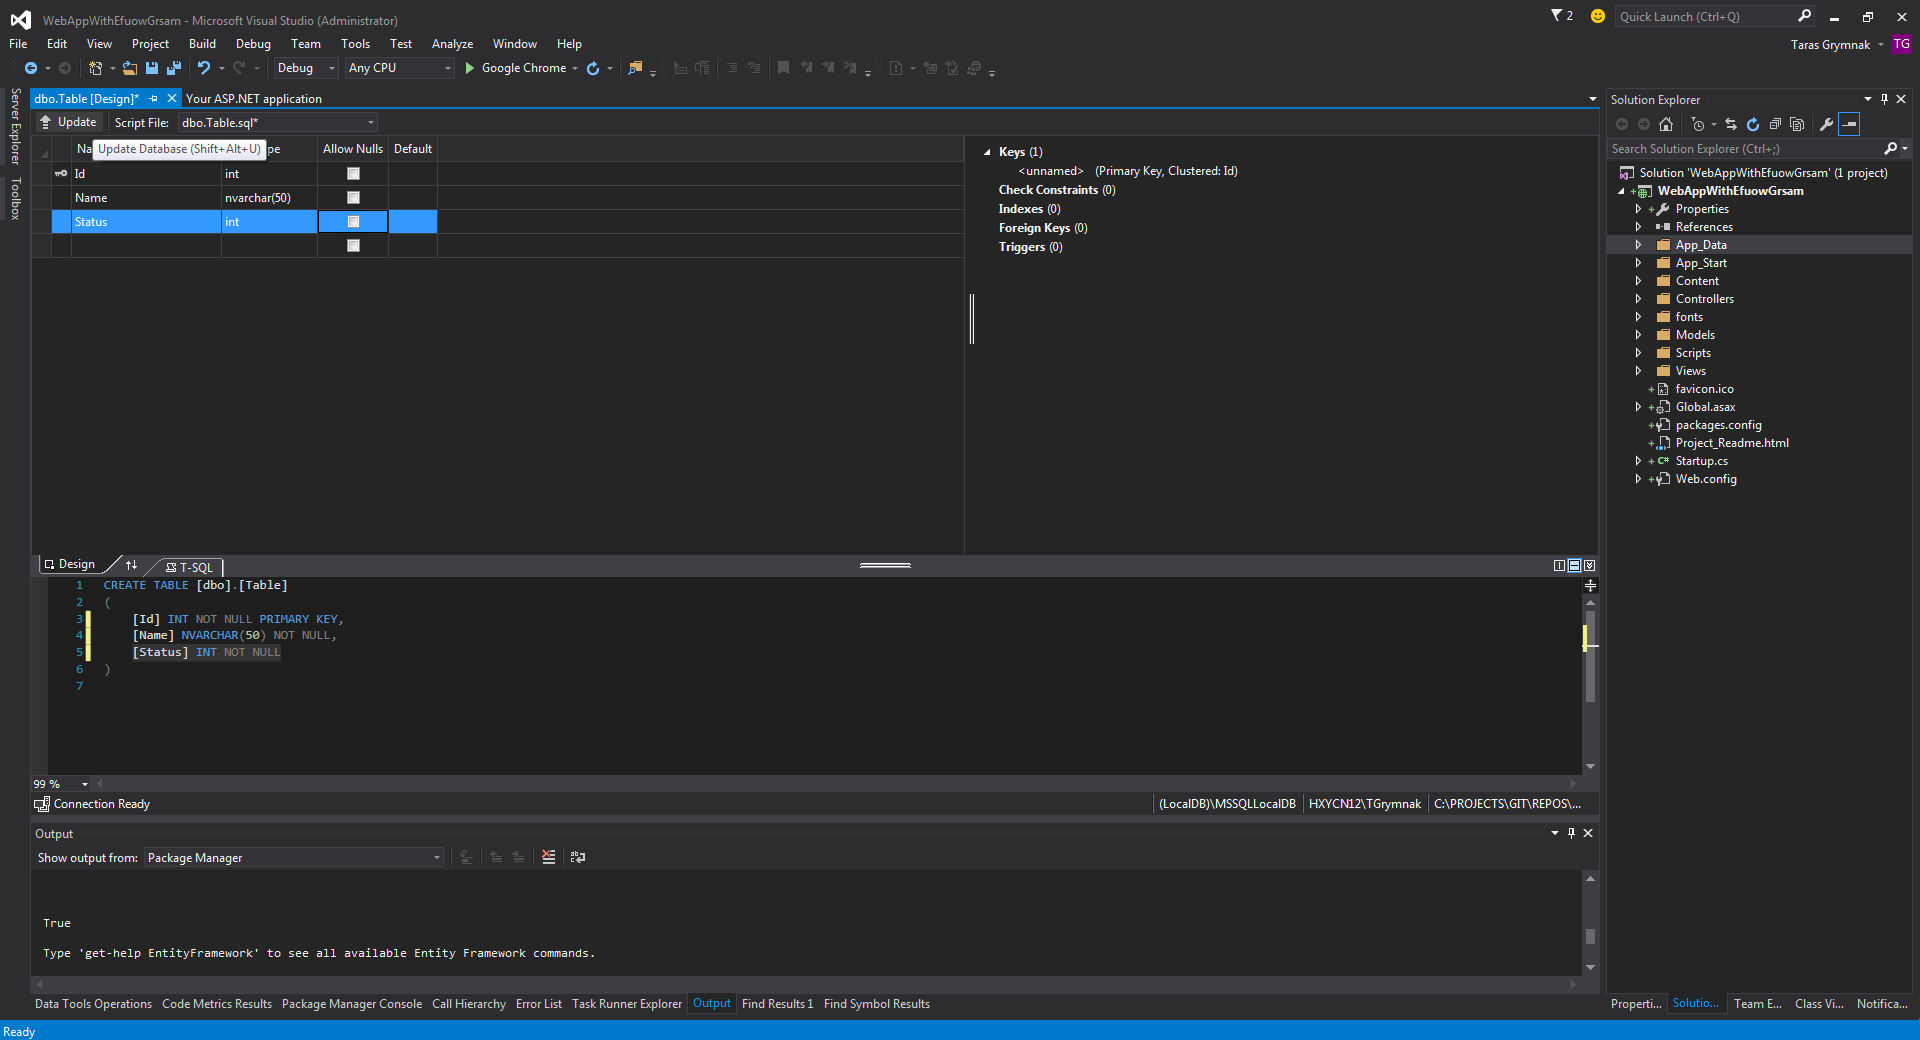 WebAppWithEfuowGrsam - Microsoft Visual Studio (Administrator)
2
Quick Launch (Ctrl+Q)
File Edit View Project Build Debug Team Tools Test Analyze Window Help
Taras Grymnak TG
Debug Any CPU Google Chrome
Server Explorer
Toolbox
dbo.Table [Design]* Your ASP.NET application
Update Script File: dbo.Table.sql*
Update Database (Shift+Alt+U)
Na pe Allow Nulls Default
Id int
Name nvarchar(50)
Status int
Keys (1)
<unnamed> (Primary Key, Clustered: Id)
Check Constraints (0)
Indexes (0)
Foreign Keys (0)
Triggers (0)
Design T-SQL
1 CREATE TABLE [dbo].[Table]
2 (
3 [Id] INT NOT NULL PRIMARY KEY,
4 [Name] NVARCHAR(50) NOT NULL,
5 [Status] INT NOT NULL
6 )
7
99 %
Connection Ready
(LocalDB)\MSSQLLocalDB HXYCN12\TGrymnak C:\PROJECTS\GIT\REPOS\...
Output
Show output from: Package Manager
True
Type 'get-help EntityFramework' to see all available Entity Framework commands.
Data Tools Operations Code Metrics Results Package Manager Console Call Hierarchy Error List Task Runner Explorer Output Find Results 1 Find Symbol Results
Solution Explorer
Search Solution Explorer (Ctrl+;)
Solution 'WebAppWithEfuowGrsam' (1 project)
WebAppWithEfuowGrsam
Properties
References
App_Data
App_Start
Content
Controllers
fonts
Models
Scripts
Views
favicon.ico
Global.asax
packages.config
Project_Readme.html
C# Startup.cs
Web.config
Properti... Solutio... Team E... Class Vi... Notifica...
Ready